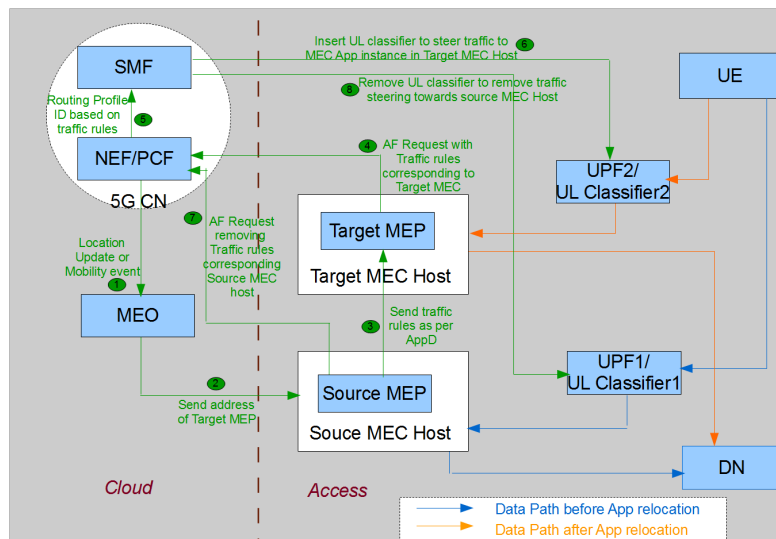 Insert UL classifier to steer traffic to
MEC App instance in Target MEC Host
6
SMF
UE
8
Remove UL classifier to remove traffic
steering towards source MEC Host
Routing Profile
ID based on
traffic rules
5
4
AF Request with
Traffic rules
corresponding to
Target MEC
NEF/PCF
UPF2/
UL Classifier2
5G CN
7
AF Request
removing
Traffic rules
corresponding
Source MEC
host
Target MEP
Target MEC Host
Location
Update or
Mobility event
1
MEO
3
Send traffic
rules as per
AppD
UPF1/
UL Classifier1
2
Send address
of Target MEP
Source MEP
Souce MEC Host
DN
Cloud
Access
Data Path before App relocation
Data Path after App relocation